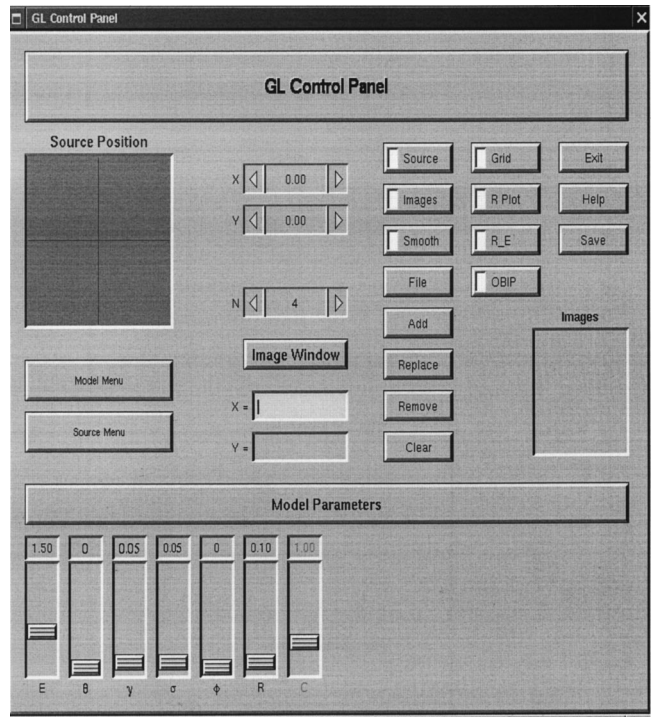 GL Control Panel
GL Control Panel
Source Position
X 0.00
Y 0.00
N 4
Image Window
X =
Y =
Model Menu
Source Menu
Source Grid Exit
Images R Plot Help
Smooth R_E Save
File OBIP
Add
Replace
Remove
Clear
Images
Model Parameters
1.50 0 0.05 0.05 0 0.10 1.00
E θ γ σ ϕ R C